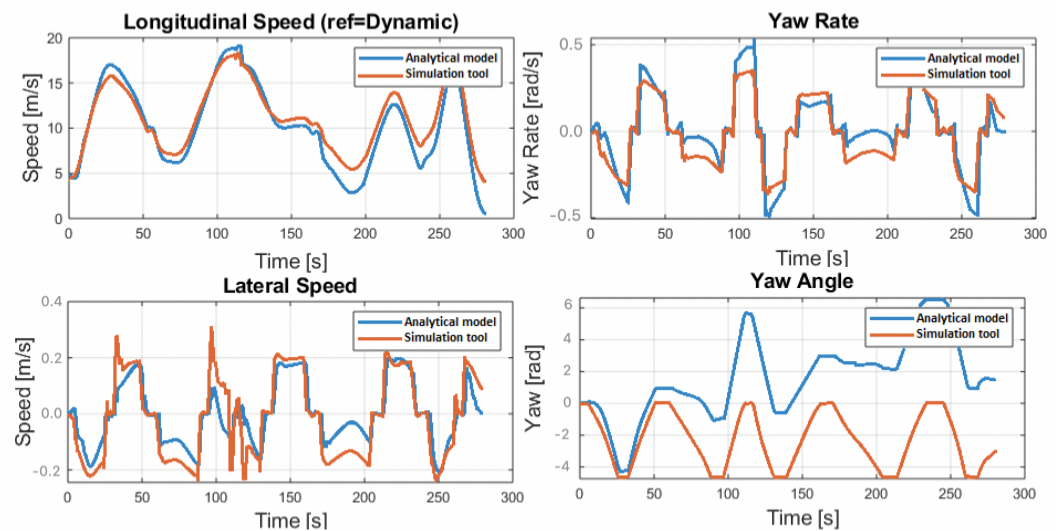 Longitudinal Speed (ref=Dynamic)
Speed [m/s]
20
15
10
5
0
Analytical model
Simulation tool
0
50
100
150
200
250
300
Time [s]
Yaw Rate
Yaw Rate [rad/s]
0.5
0.0
-0.5
Analytical model
Simulation tool
0
50
100
150
200
250
300
Time [s]
Lateral Speed
Speed [m/s]
0.4
0.2
0.0
-0.2
Analytical model
Simulation tool
0
50
100
150
200
250
300
Time [s]
Yaw Angle
Yaw [rad]
6
4
2
0
-2
-4
Analytical model
Simulation tool
0
50
100
150
200
250
300
Time [s]